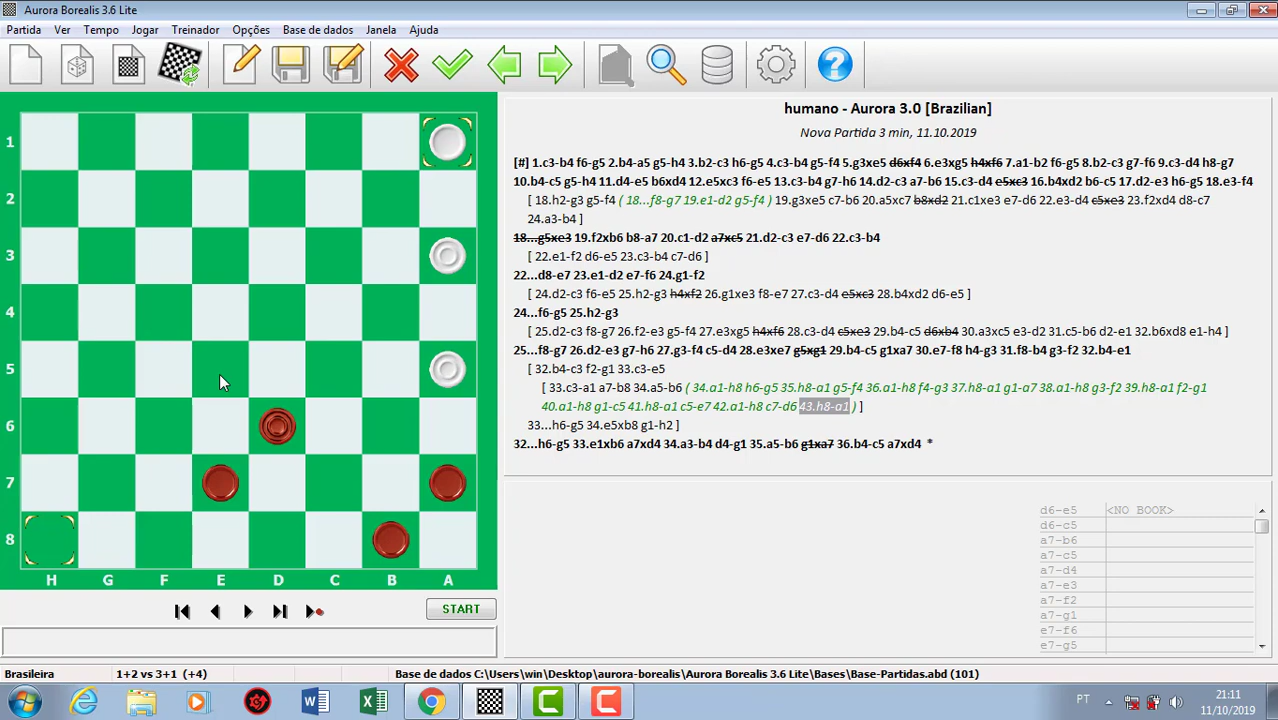 Aurora Borealis 3.6 Lite
Partida Ver Tempo Jogar Treinador Opções Base de dados Janela Ajuda
humano - Aurora 3.0 [Brazilian]
Nova Partida 3 min, 11.10.2019
[#] 1.c3-b4 f6-g5 2.b4-a5 g5-h4 3.b2-c3 h6-g5 4.c3-b4 g5-f4 5.g3xe5 d6xf4 6.e3xg5 h4xf6 7.a1-b2 f6-g5 8.b2-c3 g7-f6 9.c3-d4 h8-g7
10.b4-c5 g5-h4 11.d4-e5 b6xd4 12.e5xc3 f6-e5 13.c3-b4 g7-h6 14.d2-c3 a7-b6 15.c3-d4 e5xc3 16.b4xd2 b6-c5 17.d2-e3 h6-g5 18.e3-f4
[ 18.h2-g3 g5-f4 ( 18...f8-g7 19.e1-d2 g5-f4 ) 19.g3xe5 c7-b6 20.a5xc7 b8xd2 21.c1xe3 e7-d6 22.e3-d4 c5xe3 23.f2xd4 d8-c7
24.a3-b4 ]
18...g5xe3 19.f2xb6 b8-a7 20.c1-d2 a7xc5 21.d2-c3 e7-d6 22.c3-b4
[ 22.e1-f2 d6-e5 23.c3-b4 c7-d6 ]
22...d8-e7 23.e1-d2 e7-f6 24.g1-f2
[ 24.d2-c3 f6-e5 25.h2-g3 h4xf2 26.g1xe3 f8-e7 27.c3-d4 e5xc3 28.b4xd2 d6-e5 ]
24...f6-g5 25.h2-g3
[ 25.d2-c3 f8-g7 26.f2-e3 g5-f4 27.e3xg5 h4xf6 28.c3-d4 c5xe3 29.b4-c5 d6xb4 30.a3xc5 e3-d2 31.c5-b6 d2-e1 32.b6xd8 e1-h4 ]
25...f8-g7 26.d2-e3 g7-h6 27.g3-f4 c5-d4 28.e3xe7 g5xg1 29.b4-c5 g1xa7 30.e7-f8 h4-g3 31.f8-b4 g3-f2 32.b4-e1
[ 32.b4-c3 f2-g1 33.c3-e5
[ 33.c3-a1 a7-b8 34.a5-b6 ( 34.a1-h8 h6-g5 35.h8-a1 g5-f4 36.a1-h8 f4-g3 37.h8-a1 g1-a7 38.a1-h8 g3-f2 39.h8-a1 f2-g1
40.a1-h8 g1-c5 41.h8-a1 c5-e7 42.a1-h8 c7-d6 43.h8-a1 ) ]
33...h6-g5 34.e5xb8 g1-h2 ]
32...h6-g5 33.e1xb6 a7xd4 34.a3-b4 d4-g1 35.a5-b6 g1xa7 36.b4-c5 a7xd4 *
1
2
3
4
5
6
7
8
H G F E D C B A
START
d6-e5 <NO BOOK>
d6-c5
a7-b6
a7-c5
a7-d4
a7-e3
a7-f2
a7-g1
e7-f6
e7-g5
Brasileira 1+2 vs 3+1 (+4) Base de dados C:\Users\win\Desktop\aurora-borealis\Aurora Borealis 3.6 Lite\Bases\Base-Partidas.abd (101)
PT 21:11
11/10/2019